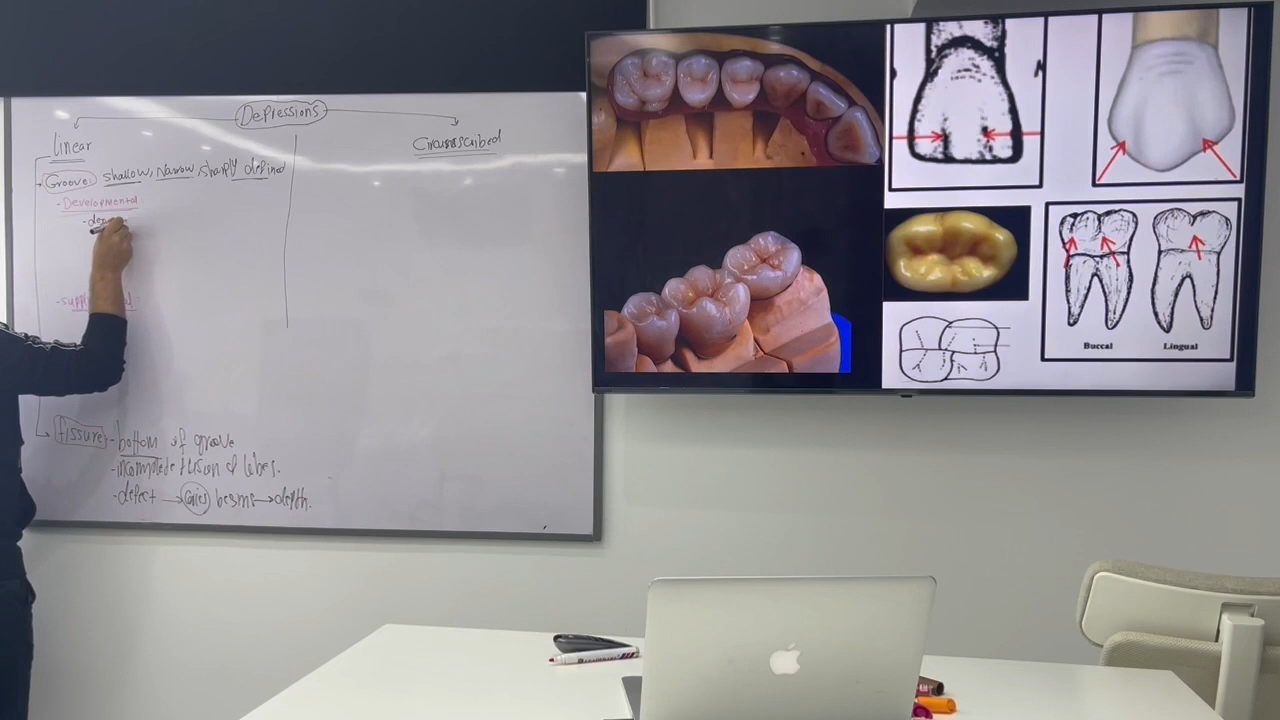 Depressions
linear
Circumscribed
Groove: shallow, Narrow, sharply defined
- Developmental
- fissure - bottom of groove
- incomplete fusion of lobes.
- defect → caries begins → depth.
Buccal
Lingual